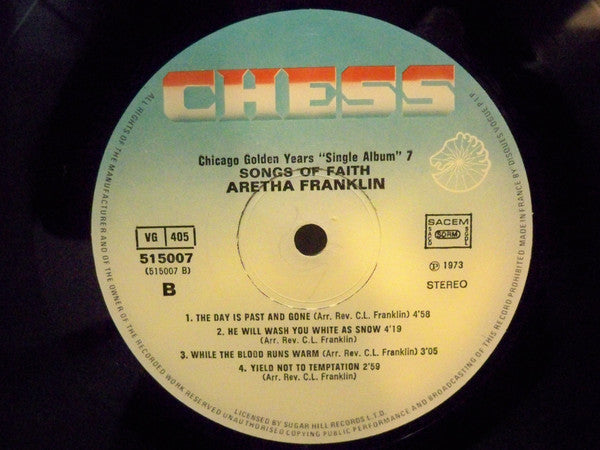 CHESS
Chicago Golden Years "Single Album" 7
SONGS OF FAITH
ARETHA FRANKLIN
VG 405
515007
(515007 B)
B
SACEM
SACD SDRM SGDL
℗ 1973
STEREO
1. THE DAY IS PAST AND GONE (Arr. Rev. C.L. Franklin) 4'58
2. HE WILL WASH YOU WHITE AS SNOW 4'19
(Arr. Rev. C.L. Franklin)
3. WHILE THE BLOOD RUNS WARM (Arr. Rev. C.L. Franklin) 3'05
4. YIELD NOT TO TEMPTATION 2'59
(Arr. Rev. C.L. Franklin)
ALL RIGHTS OF THE MANUFACTURER AND OF THE OWNER OF THE RECORDED WORK RESERVED UNAUTHORISED COPYING PUBLIC PERFORMANCE AND BROADCASTING OF THIS RECORD PROHIBITED MADE IN FRANCE BY DISQUES VOGUE P.I.P
LICENSED BY SUGAR HILL RECORDS L.T.D.